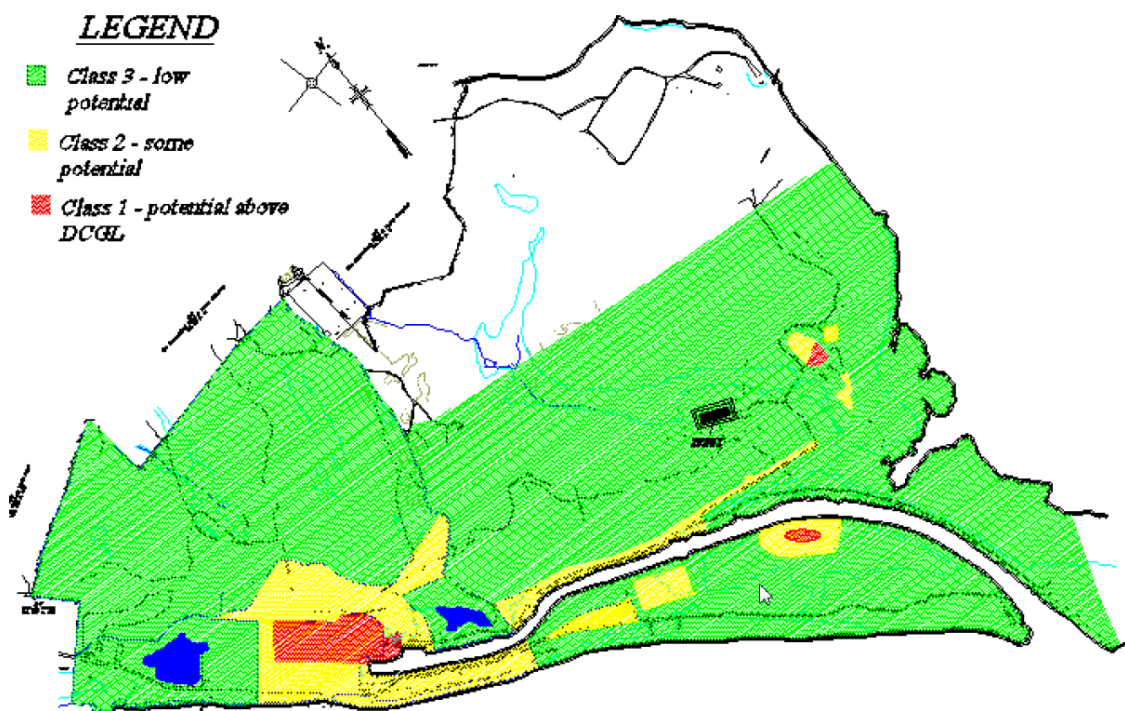 LEGEND
Class 3 - low
potential
Class 2 - some
potential
Class 1 - potential above
DCGL